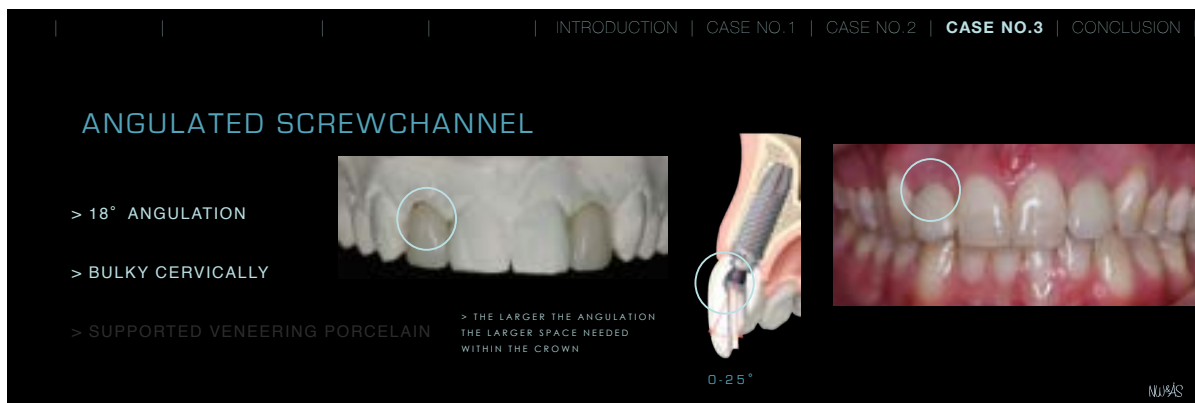 INTRODUCTION | CASE NO.1 | CASE NO.2 | CASE NO.3 | CONCLUSION
ANGULATED SCREWCHANNEL
> 18° ANGULATION
> BULKY CERVICALLY
> SUPPORTED VENEERING PORCELAIN
> THE LARGER THE ANGULATION
THE LARGER SPACE NEEDED
WITHIN THE CROWN
0-25°